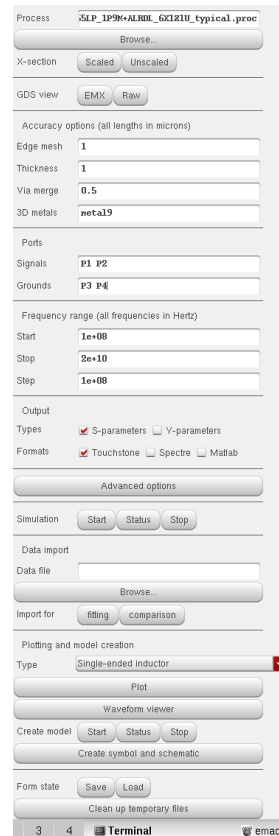 Process 55LP_1P9M+ALRDL_6X1Z1U_typical.proc
Browse...
X-section Scaled Unscaled
GDS view EMX Raw
Accuracy options (all lengths in microns)
Edge mesh 1
Thickness 1
Via merge 0.5
3D metals metal9
Ports
Signals P1 P2
Grounds P3 P4
Frequency range (all frequencies in Hertz)
Start 1e+08
Stop 2e+10
Step 1e+08
Output
Types S-parameters Y-parameters
Formats Touchstone Spectre Matlab
Advanced options
Simulation Start Status Stop
Data import
Data file
Browse...
Import for fitting comparison
Plotting and model creation
Type Single-ended inductor
Plot
Waveform viewer
Create model Start Status Stop
Create symbol and schematic
Form state Save Load
Clean up temporary files
3 4 Terminal emac